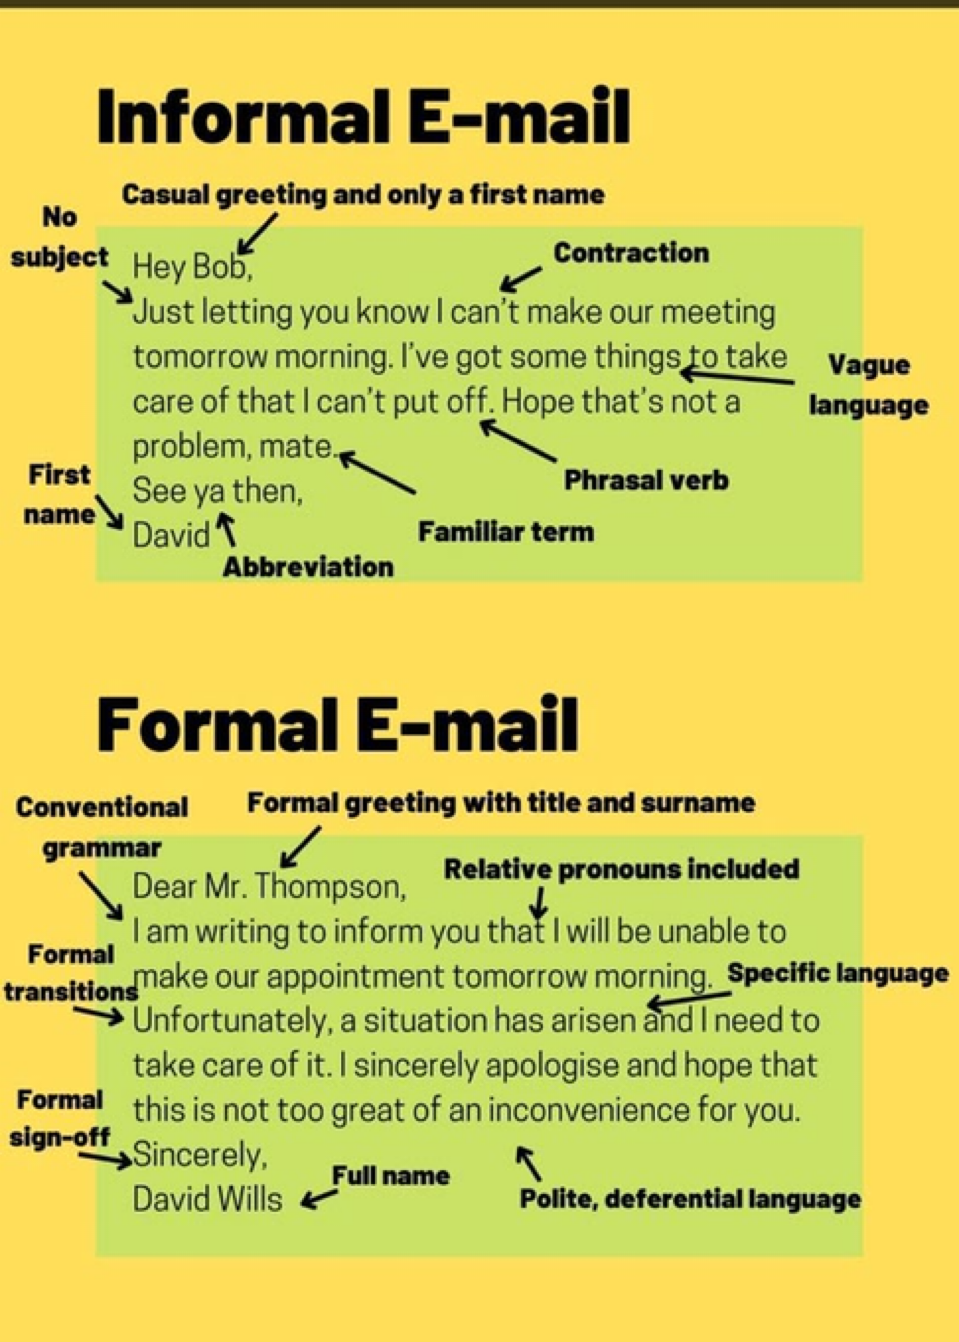 Informal E-mail
Casual greeting and only a first name
No
subject
Contraction
Hey Bob,
Just letting you know I can't make our meeting
tomorrow morning. I've got some things to take
care of that I can't put off. Hope that's not a
problem, mate.
See ya then,
David
Vague
language
Phrasal verb
First
name
Familiar term
Abbreviation
Formal E-mail
Conventional
grammar
Formal greeting with title and surname
Relative pronouns included
Dear Mr. Thompson,
I am writing to inform you that I will be unable to
make our appointment tomorrow morning.
Unfortunately, a situation has arisen and I need to
take care of it. I sincerely apologise and hope that
this is not too great of an inconvenience for you.
Sincerely,
David Wills
Formal
transitions
Specific language
Formal
sign-off
Full name
Polite, deferential language